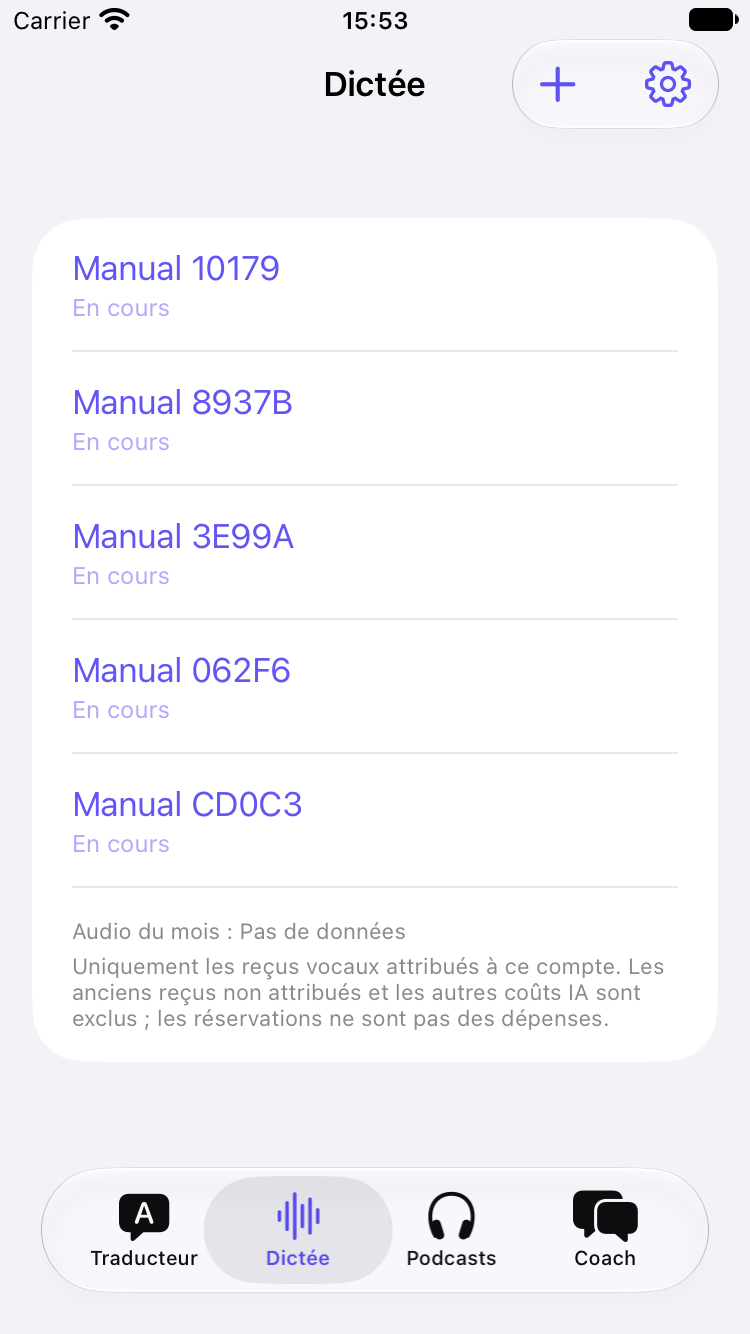 Carrier 15:53
Dictée
Manual 10179
En cours
Manual 8937B
En cours
Manual 3E99A
En cours
Manual 062F6
En cours
Manual CD0C3
En cours
Audio du mois : Pas de données
Uniquement les reçus vocaux attribués à ce compte. Les
anciens reçus non attribués et les autres coûts IA sont
exclus ; les réservations ne sont pas des dépenses.
Traducteur Dictée Podcasts Coach